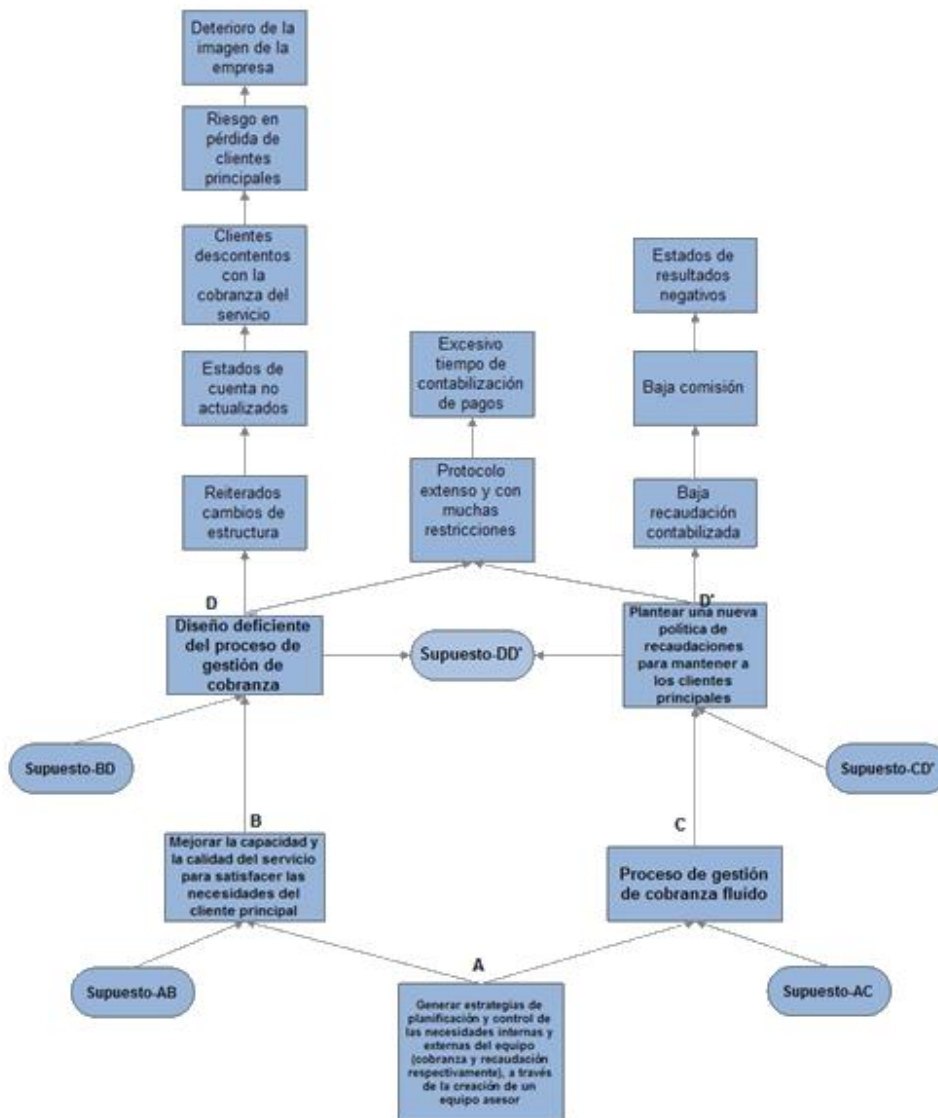 Deterioro de la
imagen de la
empresa
Riesgo en
pérdida de
clientes
principales
Clientes
descontentos
con la
cobranza del
servicio
Estados de
resultados
negativos
Excesivo
tiempo de
contabilización
de pagos
Estados de
cuenta no
actualizados
Baja comisión
Protocolo
extenso y con
muchas
restricciones
Reiterados
cambios de
estructura
Baja
recaudación
contabilizada
D
Diseño deficiente
del proceso de
gestión de
cobranza
Supuesto-DD'
D'
Plantear una nueva
política de
recaudaciones
para mantener a
los clientes
principales
Supuesto-BD
Supuesto-CD'
B
Mejorar la capacidad y
la calidad del servicio
para satisfacer las
necesidades del
cliente principal
C
Proceso de gestión
de cobranza fluido
Supuesto-AB
A
Supuesto-AC
Generar estrategias de
planificación y control de
las necesidades internas y
externas del equipo
(cobranza y recaudación
respectivamente), a través
de la creación de un
equipo asesor